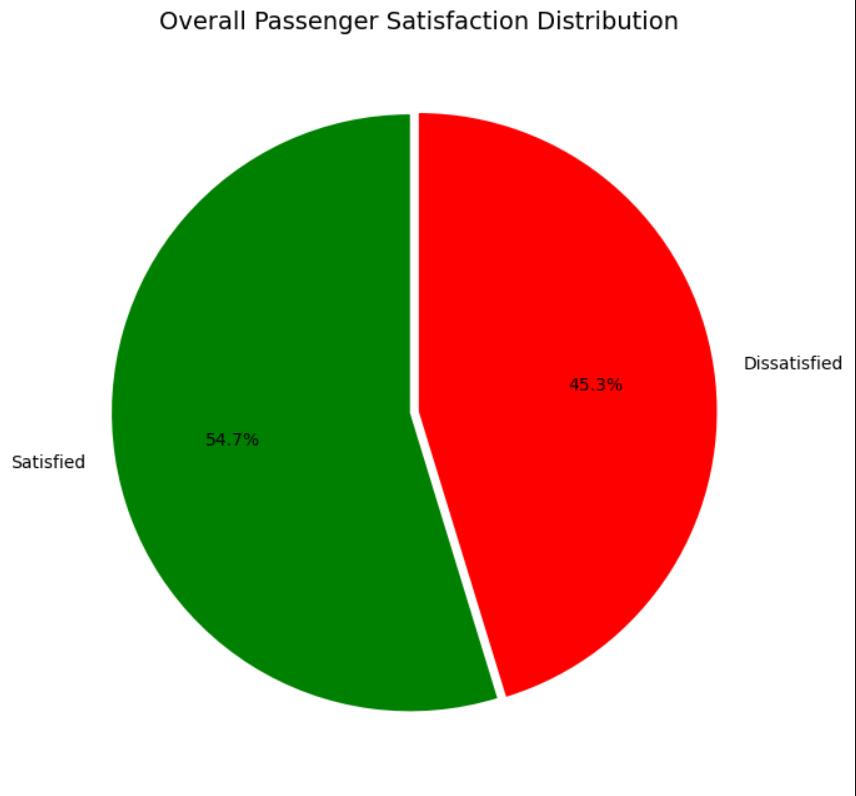 Overall Passenger Satisfaction Distribution
Dissatisfied
45.3%
54.7%
Satisfied